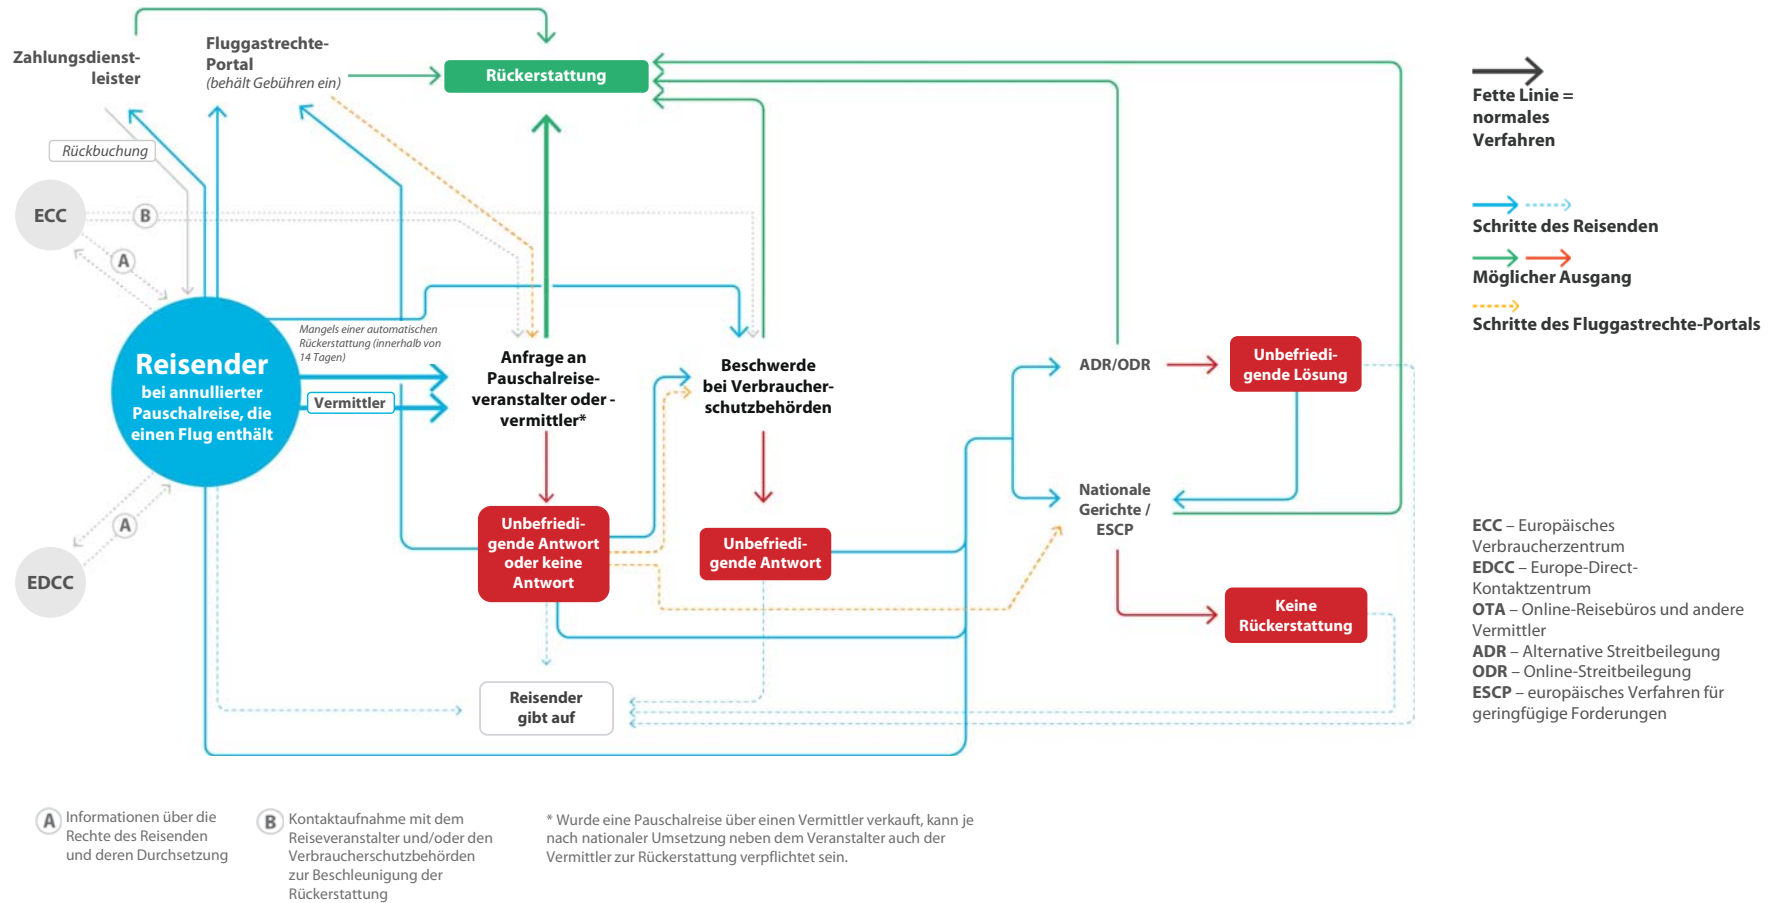 Zahlungsdienst-
leister
Fluggastrechte-
Portal
(behält Gebühren ein)
Rückerstattung
Rückbuchung
ECC
B
A
Reisender
bei annullierter
Pauschalreise, die
einen Flug enthält
Mangels einer automatischen
Rückerstattung (innerhalb von
14 Tagen)
Vermittler
Anfrage an
Pauschalreise-
veranstalter oder -
vermittler*
Beschwerde
bei Verbraucher-
schutzbehörden
ADR/ODR
Unbefriedi-
gende Lösung
A
EDCC
Unbefriedi-
gende Antwort
oder keine
Antwort
Unbefriedi-
gende Antwort
Nationale
Gerichte /
ESCP
Keine
Rückerstattung
Reisender
gibt auf
Fette Linie =
normales
Verfahren
Schritte des Reisenden
Möglicher Ausgang
Schritte des Fluggastrechte-Portals
ECC – Europäisches
Verbraucherzentrum
EDCC – Europe-Direct-
Kontaktzentrum
OTA – Online-Reisebüros und andere
Vermittler
ADR – Alternative Streitbeilegung
ODR – Online-Streitbeilegung
ESCP – europäisches Verfahren für
geringfügige Forderungen
A Informationen über die
Rechte des Reisenden
und deren Durchsetzung
B Kontaktaufnahme mit dem
Reiseveranstalter und/oder den
Verbraucherschutzbehörden
zur Beschleunigung der
Rückerstattung
* Wurde eine Pauschalreise über einen Vermittler verkauft, kann je
nach nationaler Umsetzung neben dem Veranstalter auch der
Vermittler zur Rückerstattung verpflichtet sein.